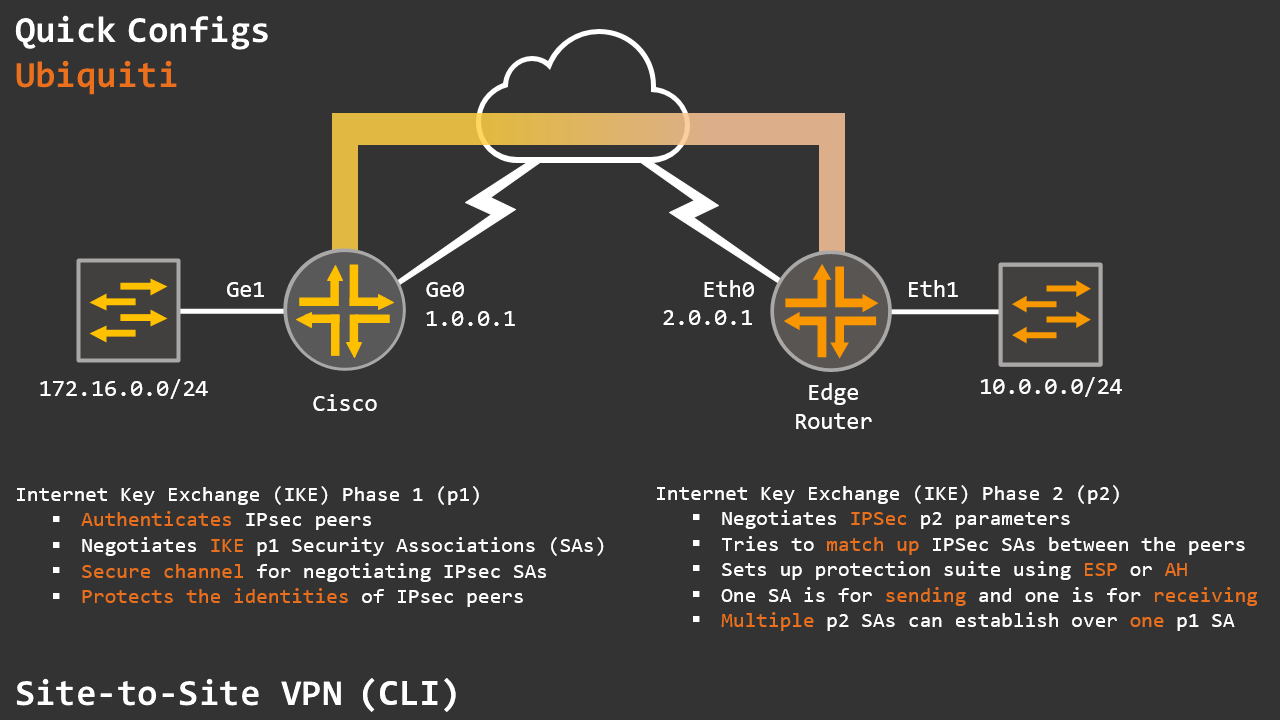 Quick Configs
Ubiquiti
Ge1
Ge0
1.0.0.1
Eth0
2.0.0.1
Eth1
172.16.0.0/24
Cisco
Edge
Router
10.0.0.0/24
Internet Key Exchange (IKE) Phase 1 (p1)
▪ Authenticates IPsec peers
▪ Negotiates IKE p1 Security Associations (SAs)
▪ Secure channel for negotiating IPsec SAs
▪ Protects the identities of IPsec peers
Internet Key Exchange (IKE) Phase 2 (p2)
▪ Negotiates IPSec p2 parameters
▪ Tries to match up IPSec SAs between the peers
▪ Sets up protection suite using ESP or AH
▪ One SA is for sending and one is for receiving
▪ Multiple p2 SAs can establish over one p1 SA
Site-to-Site VPN (CLI)